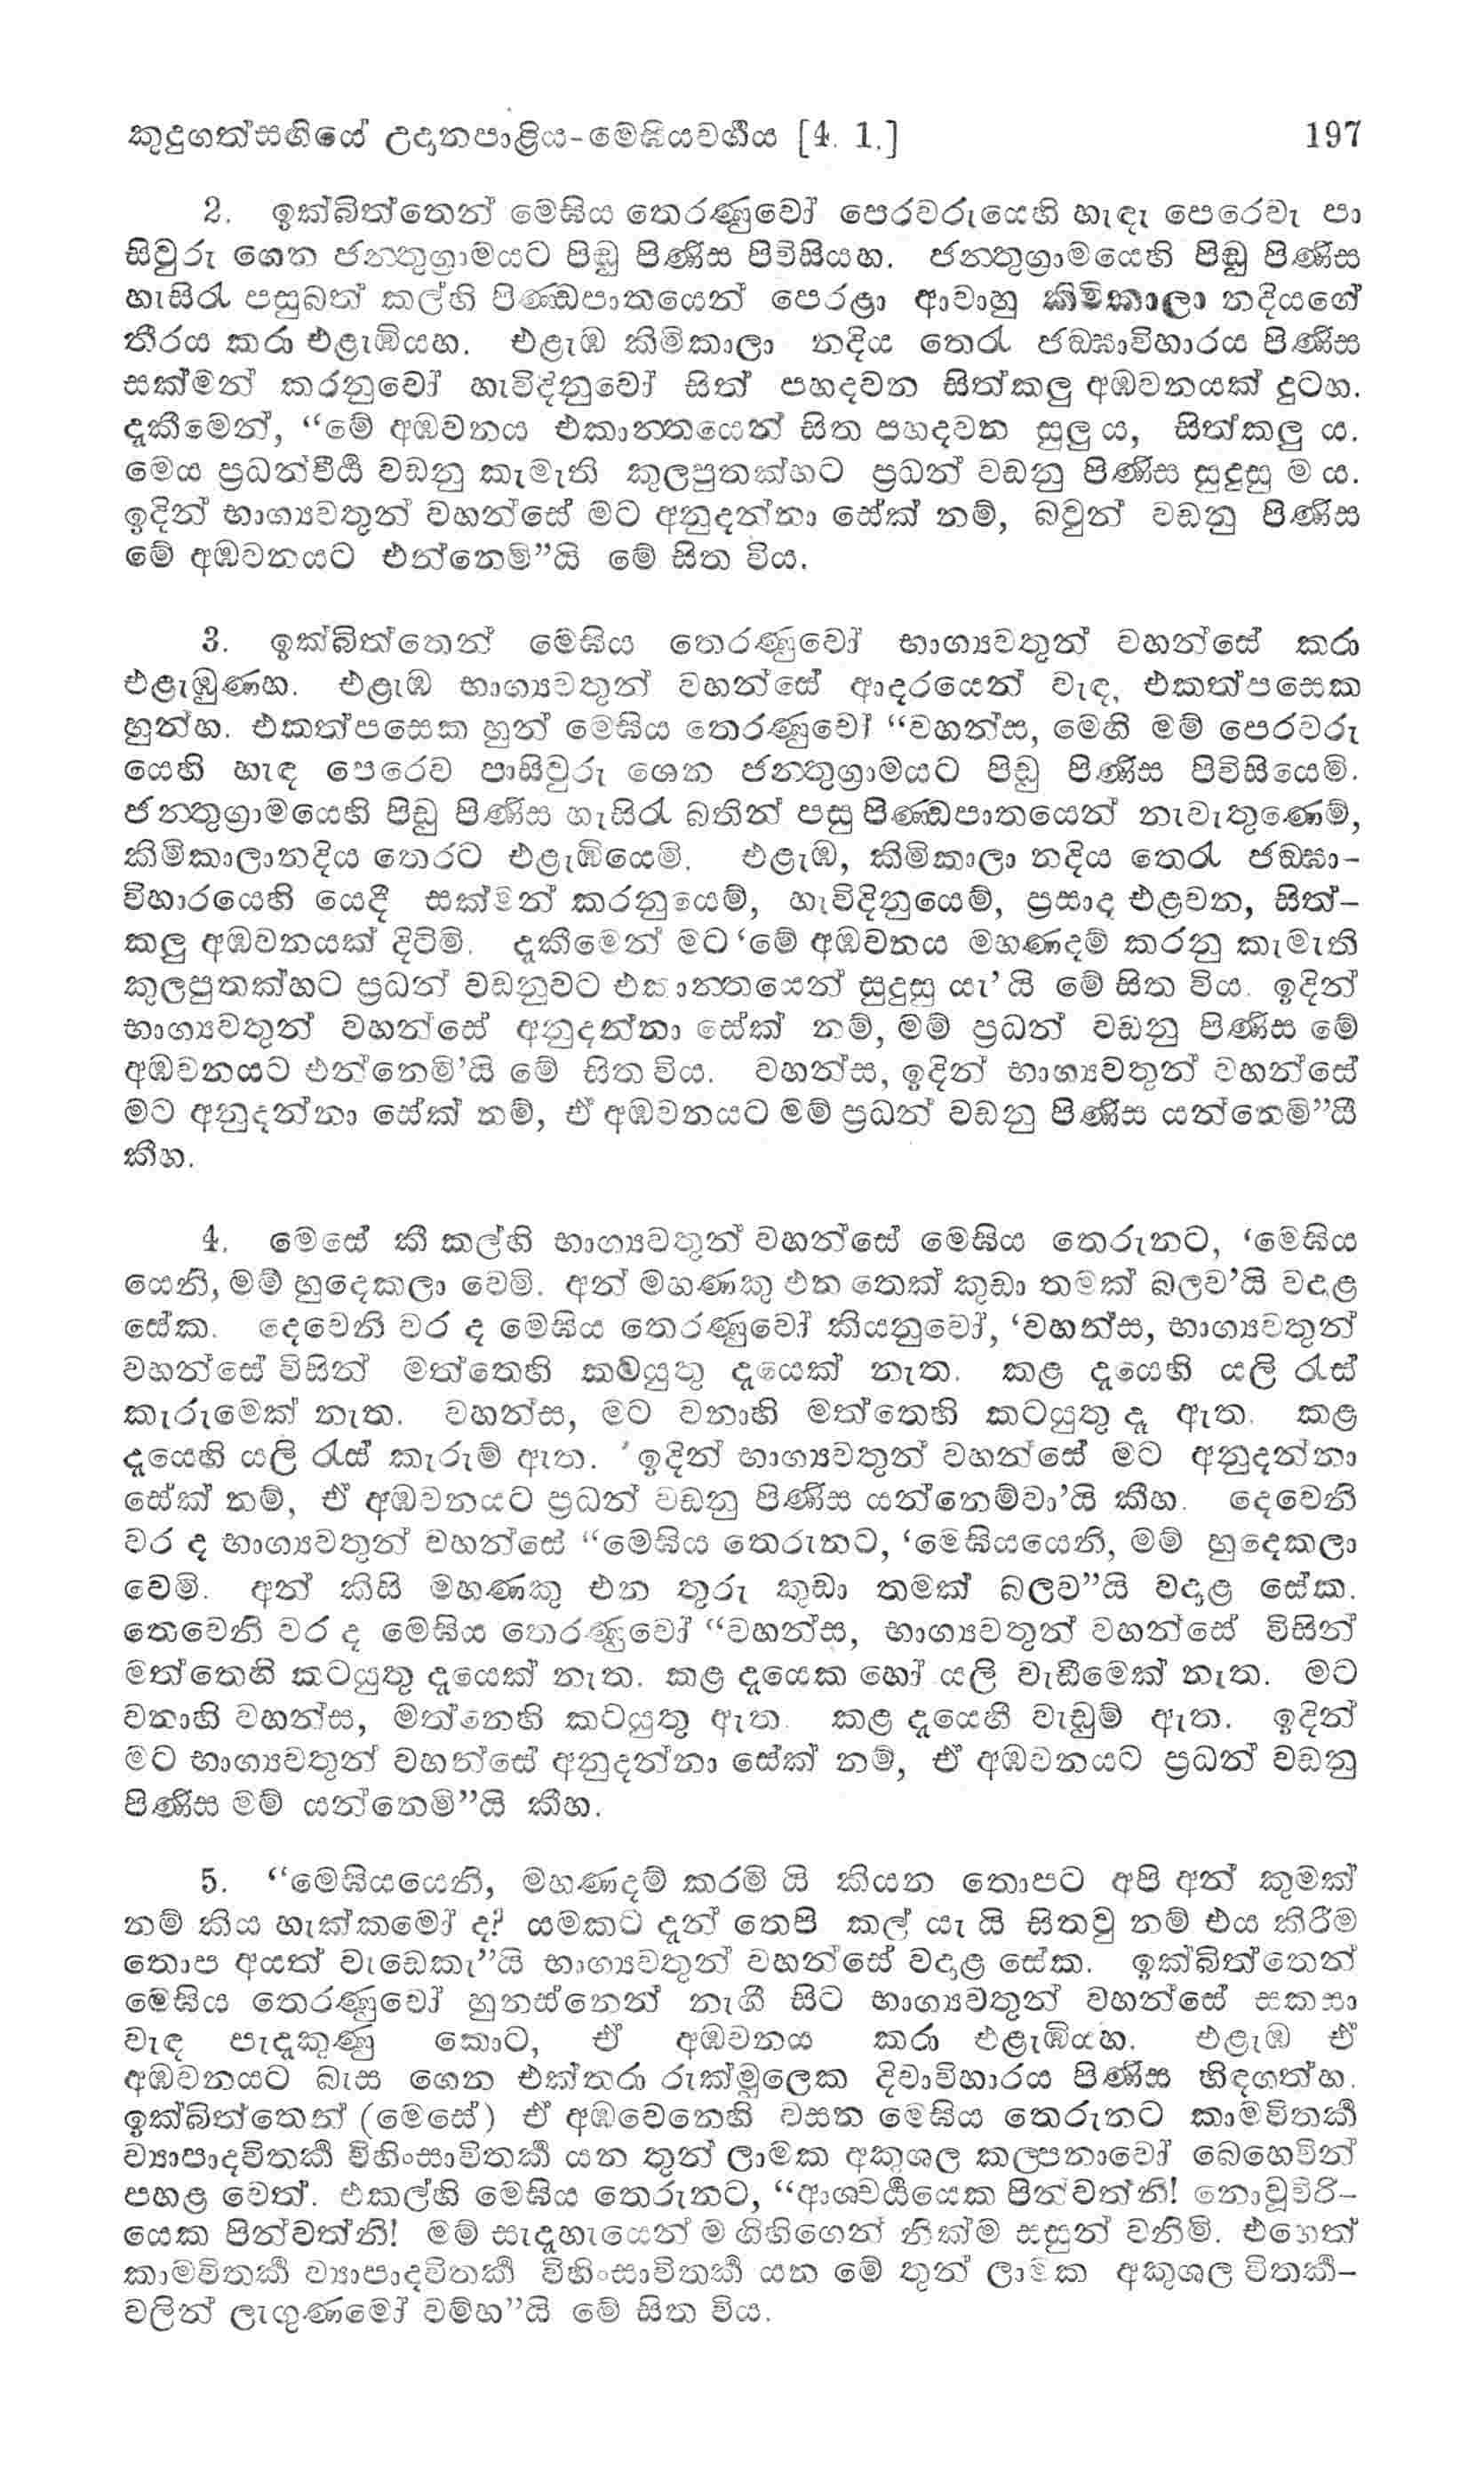 කුදුගත්සඟියේ උදානපාළිය-මෙඝියවර්‍ගය [4. 1.] 197
2. ඉක්බිත්තෙන් මෙඝිය තෙරණුවෝ පෙරවරුයෙහි හැඳෑ පෙරෙවැ පා
සිවුරු ගෙන ජන්තුග්‍රාමයට පිඬු පිණිස පිවිසියහ. ජන්තුග්‍රාමයෙහි පිඬු පිණිස
හැසිර‍ැ පසුබත් කල්හි පිණ්ඩපාතයෙන් පෙරළා ආවාහු කිමිකාලා නදියගේ
තීරය කරා එළැඹියහ. එළැඹ කිමිකාලා නදිය තෙරැ ජඞ්ඝාවිහාරය පිණිස
සක්මන් කරනුවෝ හැවිදිනුවෝ සිත් පහදවන සිත්කලු අඹවනයක් දුටහ.
දැකීමෙන්, “මේ අඹවනය එකාන්තයෙන් සිත පහදවන සුලු ය, සිත්කලු ය.
මෙය ප්‍රධන්වීර්‍ය්‍ය වඩනු කැමැති කුලපුතක්හට ප්‍රධන් වඩනු පිණිස සුදුසු ම ය.
ඉදින් භාග්‍යවතුන් වහන්සේ මට අනුදන්නා සේක් නම්, බවුන් වඩනු පිණිස
මේ අඹවනයට එන්නෙමි”යි මේ සිත විය.
3. ඉක්බිත්තෙන් මෙඝිය තෙරණුවෝ භාග්‍යවතුන් වහන්සේ කරා
එළැඹුණහ. එළැඹ භාග්‍යවතුන් වහන්සේ ආදරයෙන් වැඳ, එකත්පසෙක
හුන්හ. එකත්පසෙක හුන් මෙඝිය තෙරණුවෝ “වහන්ස, මෙහි මම් පෙරවරු
යෙහි හැඳ පෙරෙව පාසිවුරු ගෙන ජන්තුග්‍රාමයට පිඬු පිණිස පිවිසියෙමි.
ජන්තුග්‍රාමයෙහි පිඬු පිණිස හැසිරැ බතින් පසු පිණ්ඩපාතයෙන් නැවැතුණෙම්,
කිමිකාලානදිය තෙරට එළැඹියෙමි. එළැඹ, කිමිකාලා නදිය තෙරැ ජඞ්ඝා-
විහාරයෙහි යෙදී සක්මන් කරනුයෙම්, හැවිදිනුයෙම්, ප්‍රසාද එළවන, සිත්-
කලු අඹවනයක් දිටිමි. දැකීමෙන් මට ‘මේ අඹවනය මහණදම් කරනු කැමැති
කුලපුතක්හට ප්‍රධන් වඩනුවට එකාන්තයෙන් සුදුසු යැ’යි මේ සිත විය. ඉදින්
භාග්‍යවතුන් වහන්සේ අනුදන්නා සේක් නම්, මම් ප්‍රධන් වඩනු පිණිස මේ
අඹවනයට එන්නෙමි’යි මේ සිත විය. වහන්ස, ඉදින් භාග්‍යවතුන් වහන්සේ
මට අනුදන්නා සේක් නම්, ඒ අඹවනයට මම් ප්‍රධන් වඩනු පිණිස යන්නෙමි”යී
කීහ.
4. මෙසේ කී කල්හි භාග්‍යවතුන් වහන්සේ මෙඝිය තෙරුනට, ‘මෙඝිය
යෙනි, මම් හුදෙකලා වෙමි. අන් මහණකු එන තෙක් කුඩා තමක් බලව’යි වදාළ
සේක. දෙවෙනි වර ද මෙඝිය තෙරණුවෝ කියනුවෝ, ‘වහන්ස, භාග්‍යවතුන්
වහන්සේ විසින් මත්තෙහි කටයුතු දෑයෙක් නැත. කළ දෑයෙහි යලි රැස්
කැරුමෙක් නැත. වහන්ස, මට වනාහි මත්තෙහි කටයුතු දෑ ඇත. කළ
දෑයෙහි යලි රැස් කැරුම් ඇත. ’ ඉදින් භාග්‍යවතුන් වහන්සේ මට අනුදන්නා
සේක් නම්, ඒ අඹවනයට ප්‍රධන් වඩනු පිණිස යන්නෙම්වා’යි කීහ. දෙවෙනි
වර ද භාග්‍යවතුන් වහන්සේ “මෙඝිය තෙරුනට, ‘මෙඝියයෙනි, මම් හුදෙකලා
වෙමි. අන් කිසි මහණකු එන තුරු කුඩා තමක් බලව”යි වදාළ සේක.
තෙවෙනි වර ද මෙඝිය තෙරණුවෝ “වහන්ස, භාග්‍යවතුන් වහන්සේ විසින්
මත්තෙහි කටයුතු දෑයෙක් නැත. කළ දෑයෙක හෝ යලි වැඩීමෙක් නැත. මට
වනාහි වහන්ස, මත්තෙහි කටයුතු ඇත. කළ දෑයෙහී වැඩුම් ඇත. ඉදින්
මට භාග්‍යවතුන් වහන්සේ අනුදන්නා සේක් නම්, ඒ අඹවනයට ප්‍රධන් වඩනු
පිණිස මම් යන්නෙමි”යි කීහ.
5. “මෙඝියයෙනි, මහණදම් කරමි යි කියන තොපට අපි අන් කුමක්
නම් කිය හැක්කමෝ ද? යමකට දැන් තෙපි කල් යැ යි සිතවු නම් එය කිරීම
තොප අයත් වැඩෙකැ”යි භාග්‍යවතුන් වහන්සේ වදාළ සේක. ඉක්බිත්තෙන්
මෙඝිය තෙරණුවෝ හුනස්නෙන් නැගී සිට භාග්‍යවතුන් වහන්සේ සකසා
වැඳ පැදැකුණු කොට, ඒ අඹවනය කරා එළැඹියහ. එළැඹ ඒ
අඹවනයට බැස ගෙන එක්තරා රුක්මූලෙක දිවාවිහාරය පිණිස හිඳගත්හ.
ඉක්බිත්තෙන් (මෙසේ) ඒ අඹවෙනෙහි වසන මෙඝිය තෙරුනට කාමවිතර්‍ක
ව්‍යාපාදවිතර්‍ක විහිංසාවිතර්‍ක යන තුන් ලාමක අකුශල කල්පනාවෝ බෙහෙවින්
පහළ වෙත්. එකල්හි මෙඝිය තෙරුනට, “ආශ්චර්‍ය්‍යයෙක පින්වත්නි! නොවූවිරි-
යෙක පින්වත්නි! මම් සැදැහැයෙන් ම ගිහිගෙන් නික්ම සසුන් වනිමි. එහෙත්
කාමවිතර්‍ක ව්‍යාපාදවිතර්‍ක විහිංසාවිතර්‍ක යන මේ තුන් ලාමක අකුශල විතර්‍ක-
වලින් ලැගුණමෝ වම්හ”යි මේ සිත විය.